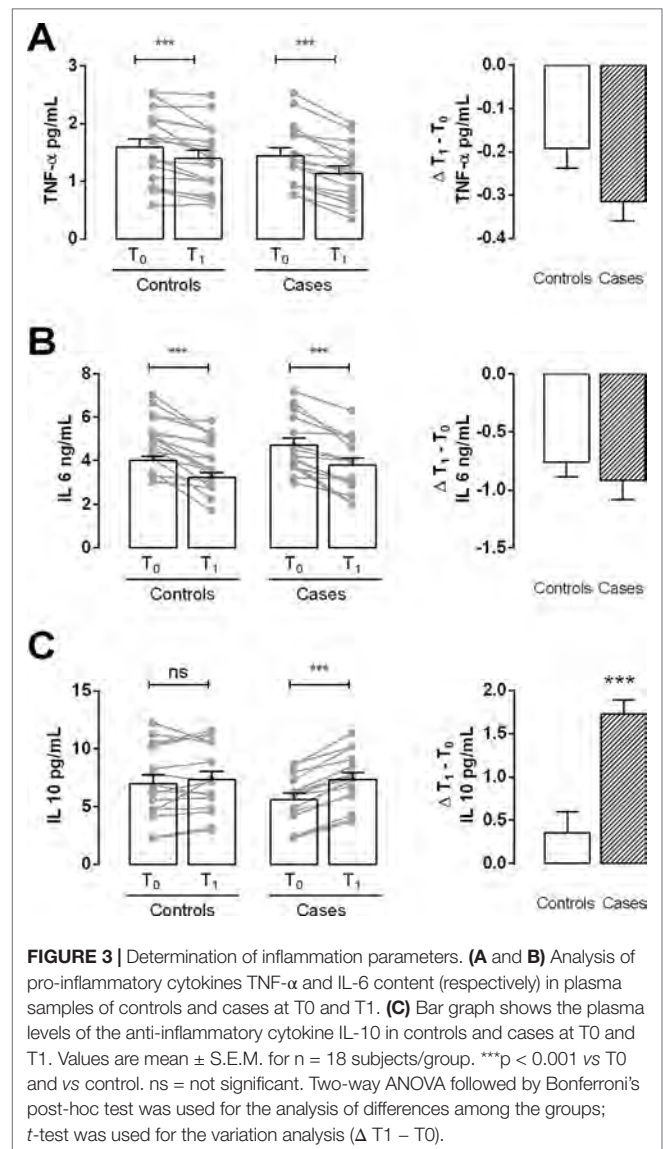 A
*** ***
3
2
1
0
TNF-α pg/mL
T0 T1 T0 T1
Controls Cases
0.0
-0.1
-0.2
-0.3
-0.4
Δ T1 - T0
TNF-α pg/mL
Controls Cases
B
*** ***
8
6
4
2
0
IL 6 ng/mL
T0 T1 T0 T1
Controls Cases
0.0
-0.5
-1.0
-1.5
Δ T1 - T0
IL 6 ng/mL
Controls Cases
C
ns ***
15
10
5
0
IL 10 pg/mL
T0 T1 T0 T1
Controls Cases
***
2.0
1.5
1.0
0.5
0.0
Δ T1 - T0
IL 10 pg/mL
Controls Cases
FIGURE 3 | Determination of inflammation parameters. (A and B) Analysis of
pro-inflammatory cytokines TNF-α and IL-6 content (respectively) in plasma
samples of controls and cases at T0 and T1. (C) Bar graph shows the plasma
levels of the anti-inflammatory cytokine IL-10 in controls and cases at T0 and
T1. Values are mean ± S.E.M. for n = 18 subjects/group. ***p < 0.001 vs T0
and vs control. ns = not significant. Two-way ANOVA followed by Bonferroni's
post-hoc test was used for the analysis of differences among the groups;
t-test was used for the variation analysis (Δ T1 – T0).